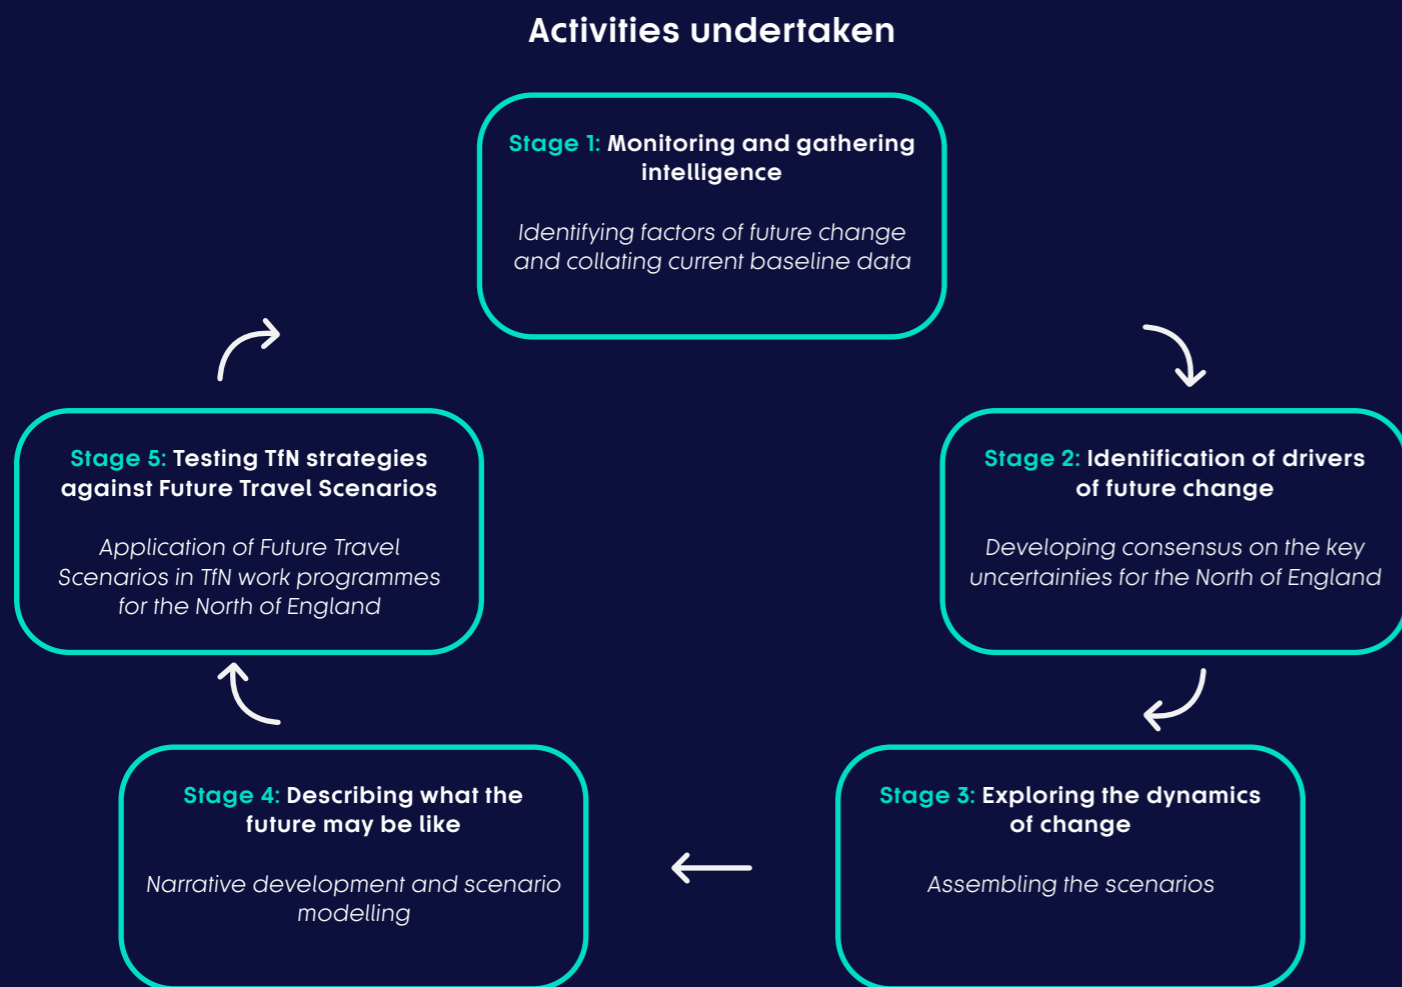 Activities undertaken
Stage 1: Monitoring and gathering
intelligence
Identifying factors of future change
and collating current baseline data
Stage 2: Identification of drivers
of future change
Developing consensus on the key
uncertainties for the North of England
Stage 3: Exploring the dynamics
of change
Assembling the scenarios
Stage 4: Describing what the
future may be like
Narrative development and scenario
modelling
Stage 5: Testing TfN strategies
against Future Travel Scenarios
Application of Future Travel
Scenarios in TfN work programmes
for the North of England